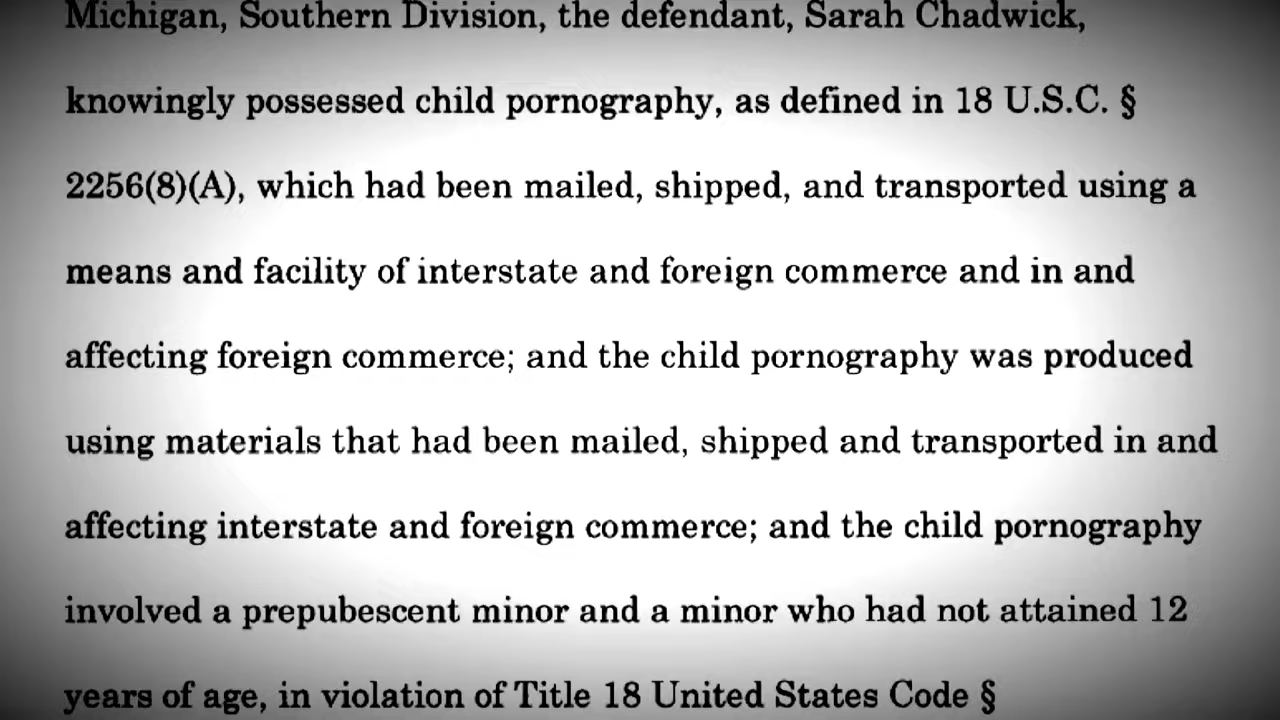 Michigan, Southern Division, the defendant, Sarah Chadwick,
knowingly possessed child pornography, as defined in 18 U.S.C. §
2256(8)(A), which had been mailed, shipped, and transported using a
means and facility of interstate and foreign commerce and in and
affecting foreign commerce; and the child pornography was produced
using materials that had been mailed, shipped and transported in and
affecting interstate and foreign commerce; and the child pornography
involved a prepubescent minor and a minor who had not attained 12
years of age, in violation of Title 18 United States Code §